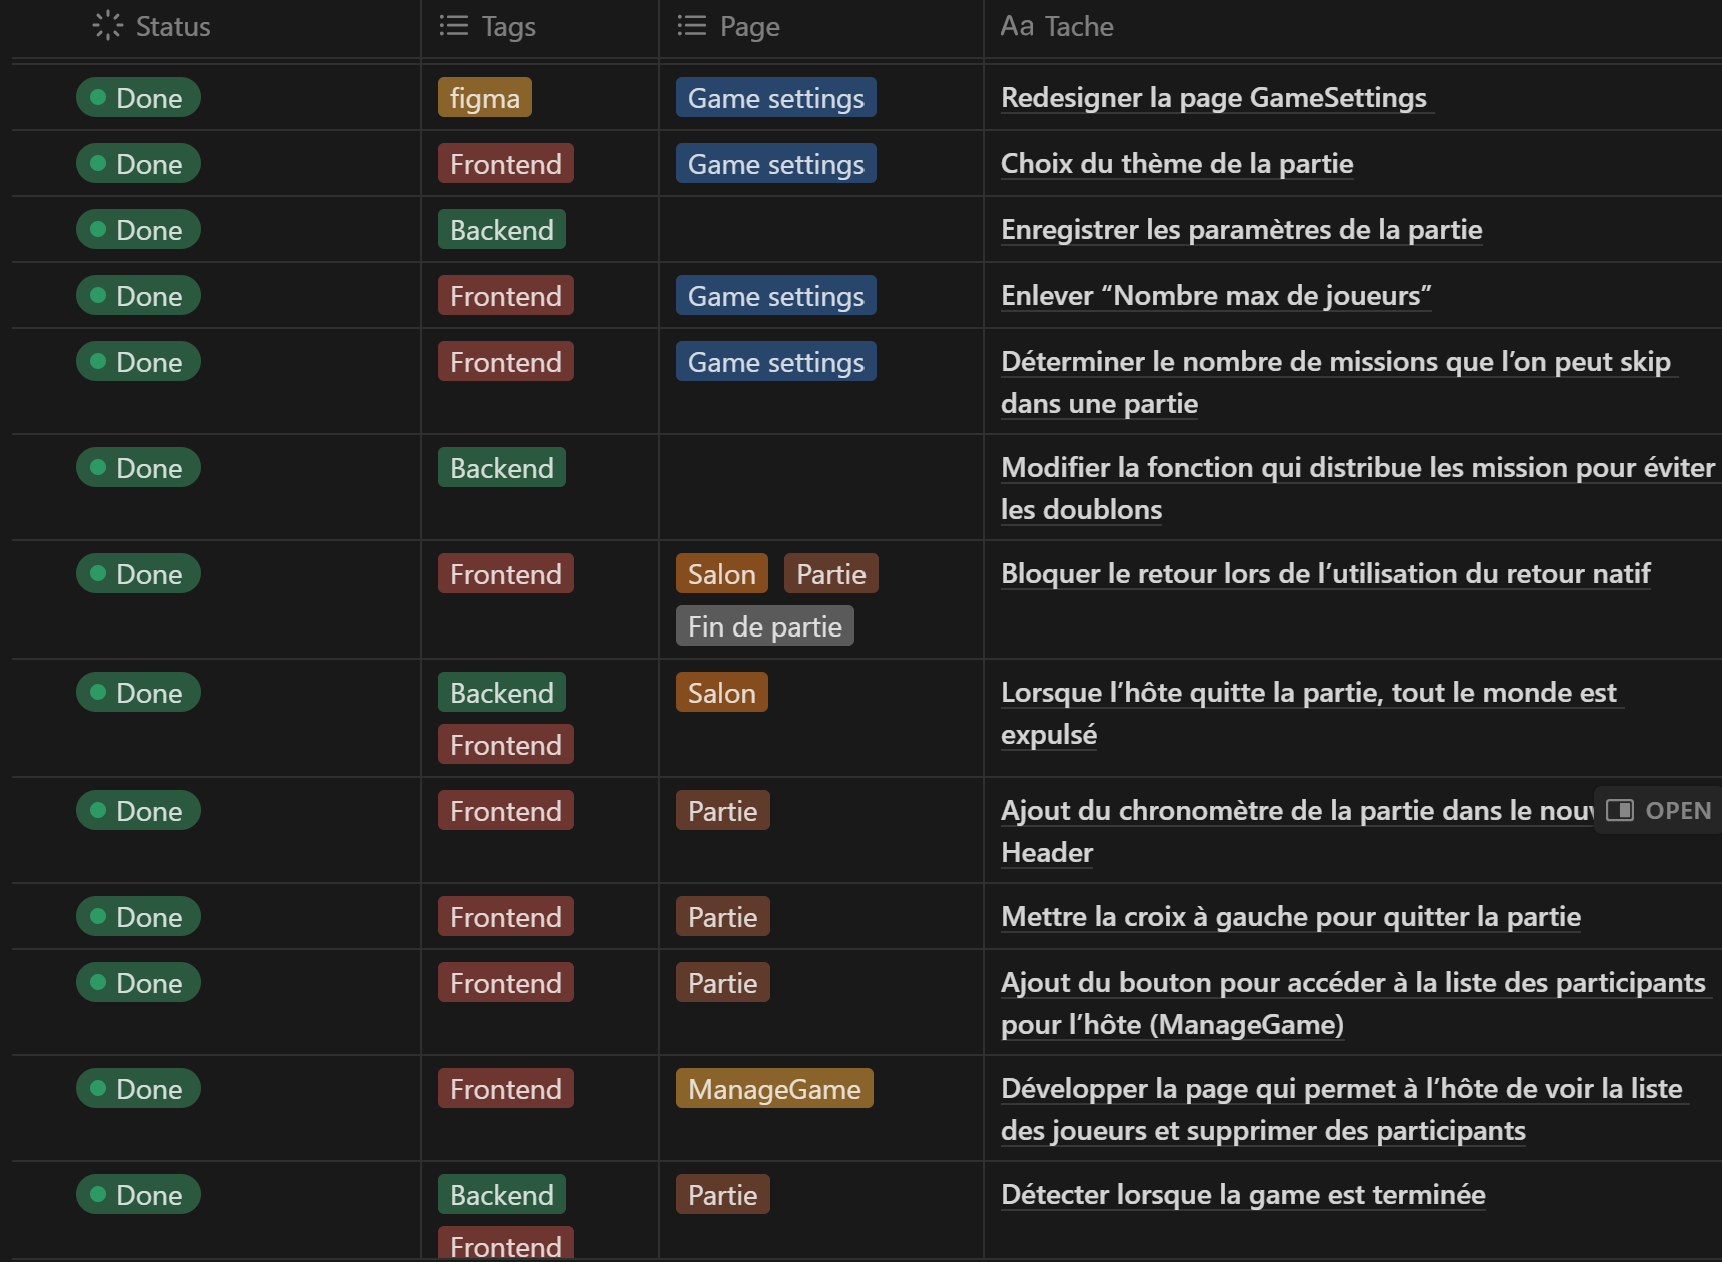 Status Tags Page Aa Tache
Done figma Game settings Redesigner la page GameSettings
Done Frontend Game settings Choix du thème de la partie
Done Backend Enregistrer les paramètres de la partie
Done Frontend Game settings Enlever “Nombre max de joueurs”
Done Frontend Game settings Déterminer le nombre de missions que l’on peut skip
dans une partie
Done Backend Modifier la fonction qui distribue les mission pour éviter
les doublons
Done Frontend Salon Partie Bloquer le retour lors de l’utilisation du retour natif
Fin de partie
Done Backend Salon Lorsque l’hôte quitte la partie, tout le monde est
Frontend expulsé
Done Frontend Partie Ajout du chronomètre de la partie dans le OPEN
Header
Done Frontend Partie Mettre la croix à gauche pour quitter la partie
Done Frontend Partie Ajout du bouton pour accéder à la liste des participants
pour l’hôte (ManageGame)
Done Frontend ManageGame Développer la page qui permet à l’hôte de voir la liste
des joueurs et supprimer des participants
Done Backend Partie Détecter lorsque la game est terminée
Frontend